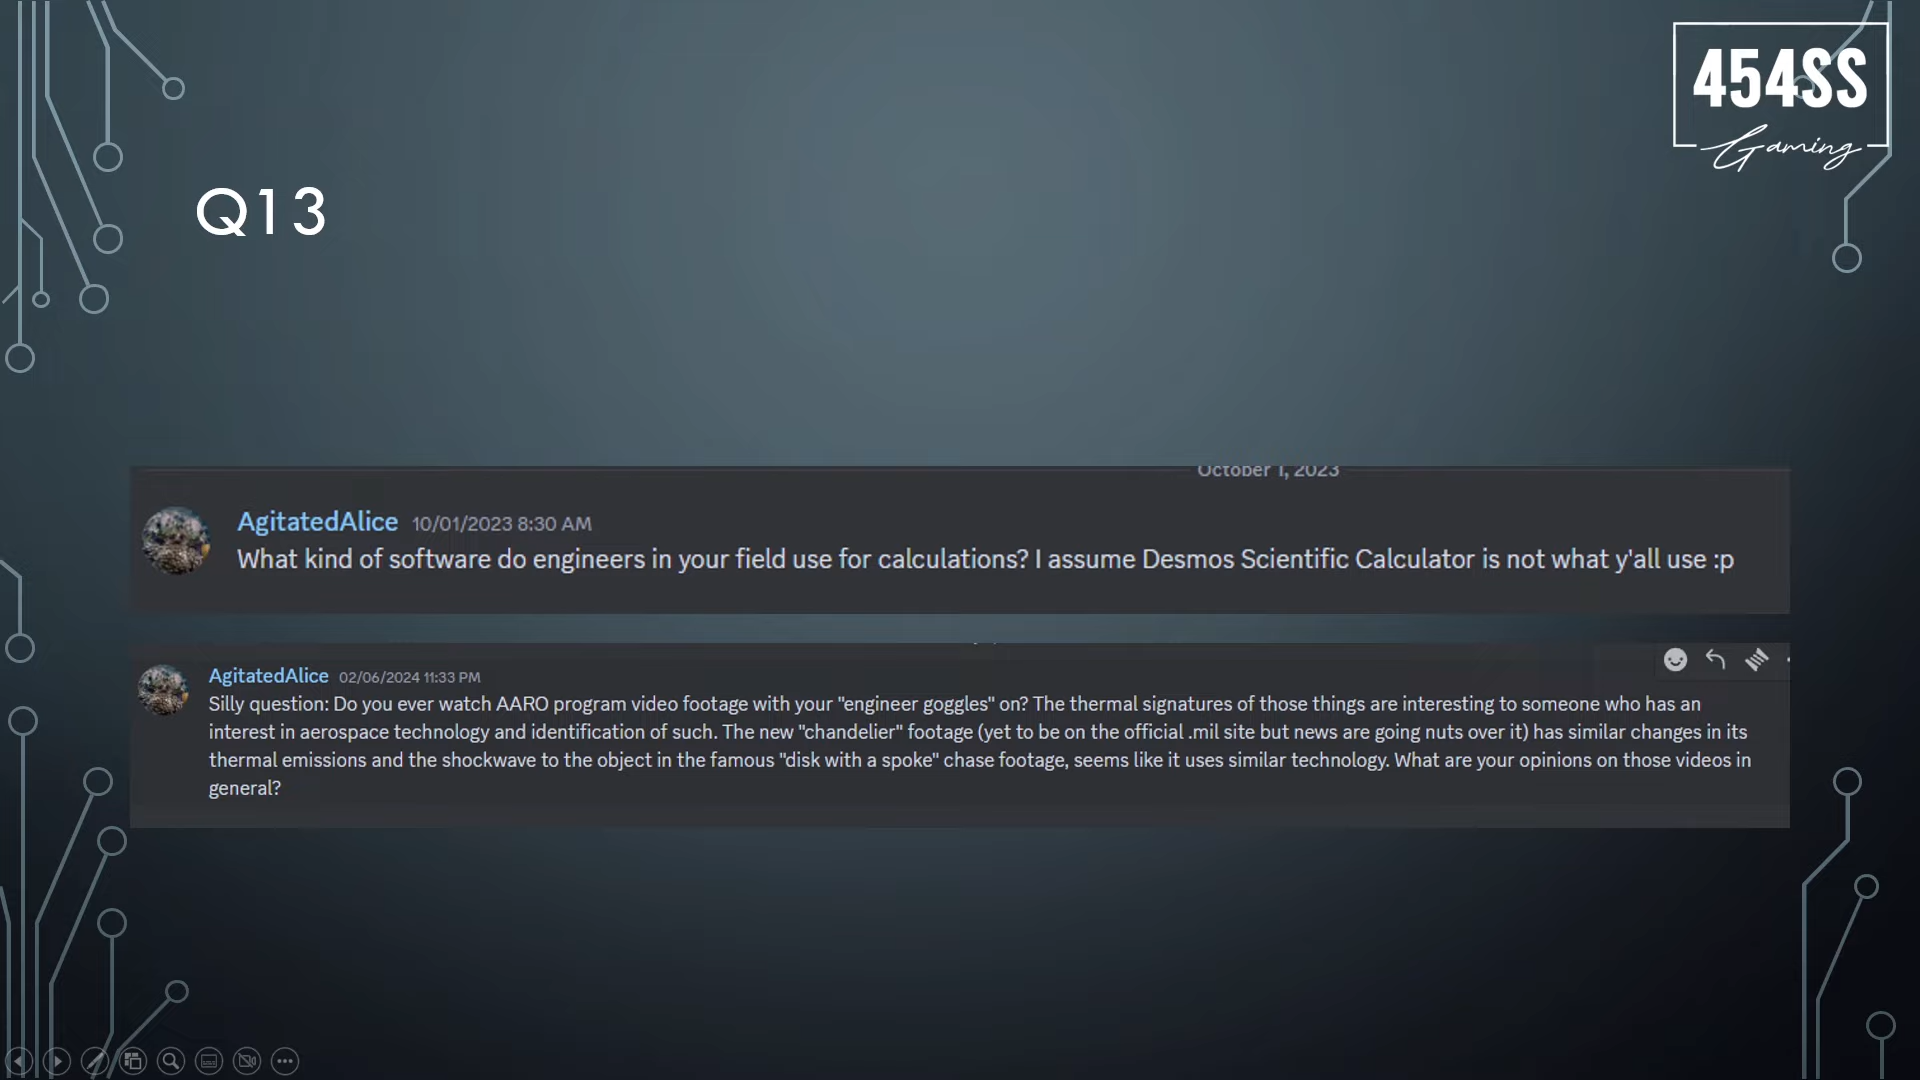 454SS
Gaming
Q13
October 1, 2023
AgitatedAlice 10/01/2023 8:30 AM
What kind of software do engineers in your field use for calculations? I assume Desmos Scientific Calculator is not what y'all use :p
AgitatedAlice 02/06/2024 11:33 PM
Silly question: Do you ever watch AARO program video footage with your "engineer goggles" on? The thermal signatures of those things are interesting to someone who has an
interest in aerospace technology and identification of such. The new "chandelier" footage (yet to be on the official .mil site but news are going nuts over it) has similar changes in its
thermal emissions and the shockwave to the object in the famous "disk with a spoke" chase footage, seems like it uses similar technology. What are your opinions on those videos in
general?